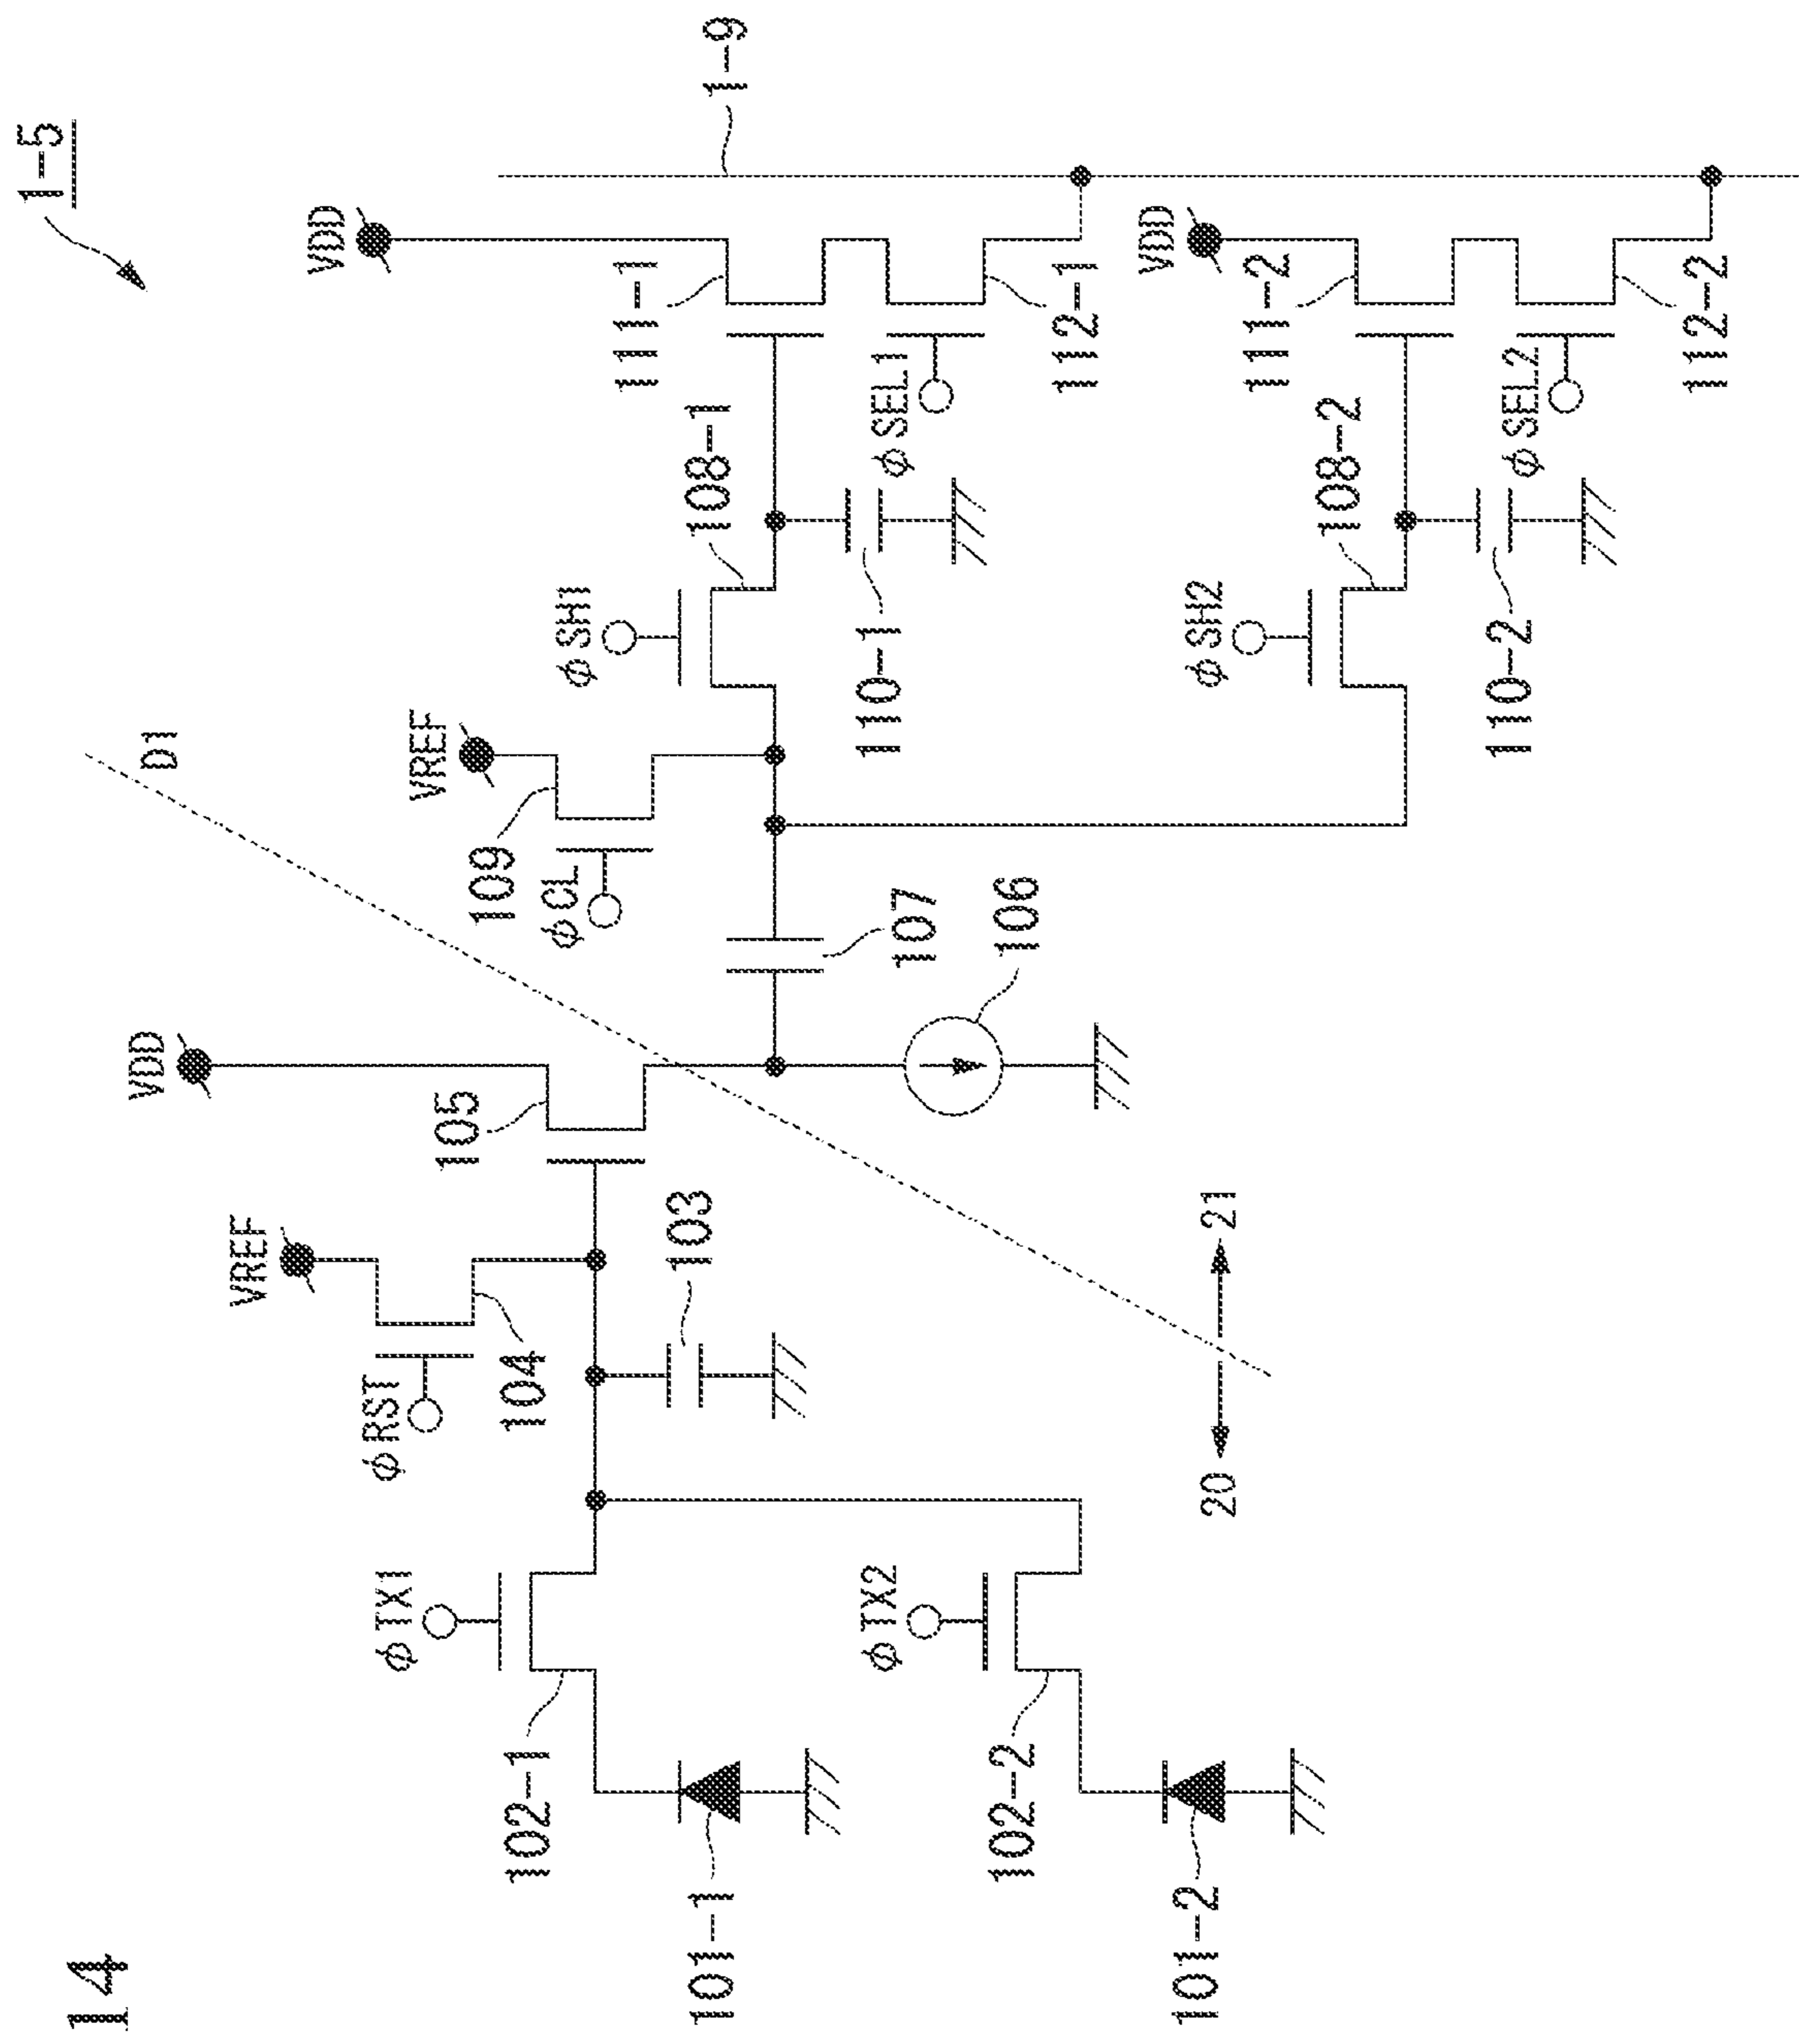 14
1-5
VDD
VREF
φRST
104
105
φTX1
102-1
101-1
103
φTX2
102-2
101-2
20
21
D1
VREF
109
φCL
107
106
φSH1
108-1
110-1
VDD
111-1
φSEL1
112-1
1-9
φSH2
108-2
110-2
VDD
111-2
φSEL2
112-2